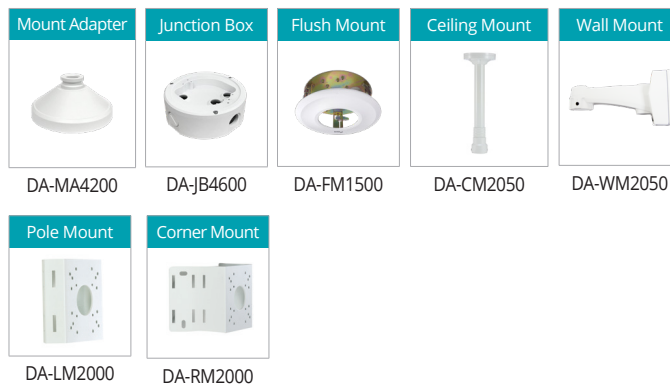 Mount Adapter
Junction Box
Flush Mount
Ceiling Mount
Wall Mount
DA-MA4200
DA-JB4600
DA-FM1500
DA-CM2050
DA-WM2050
Pole Mount
Corner Mount
DA-LM2000
DA-RM2000